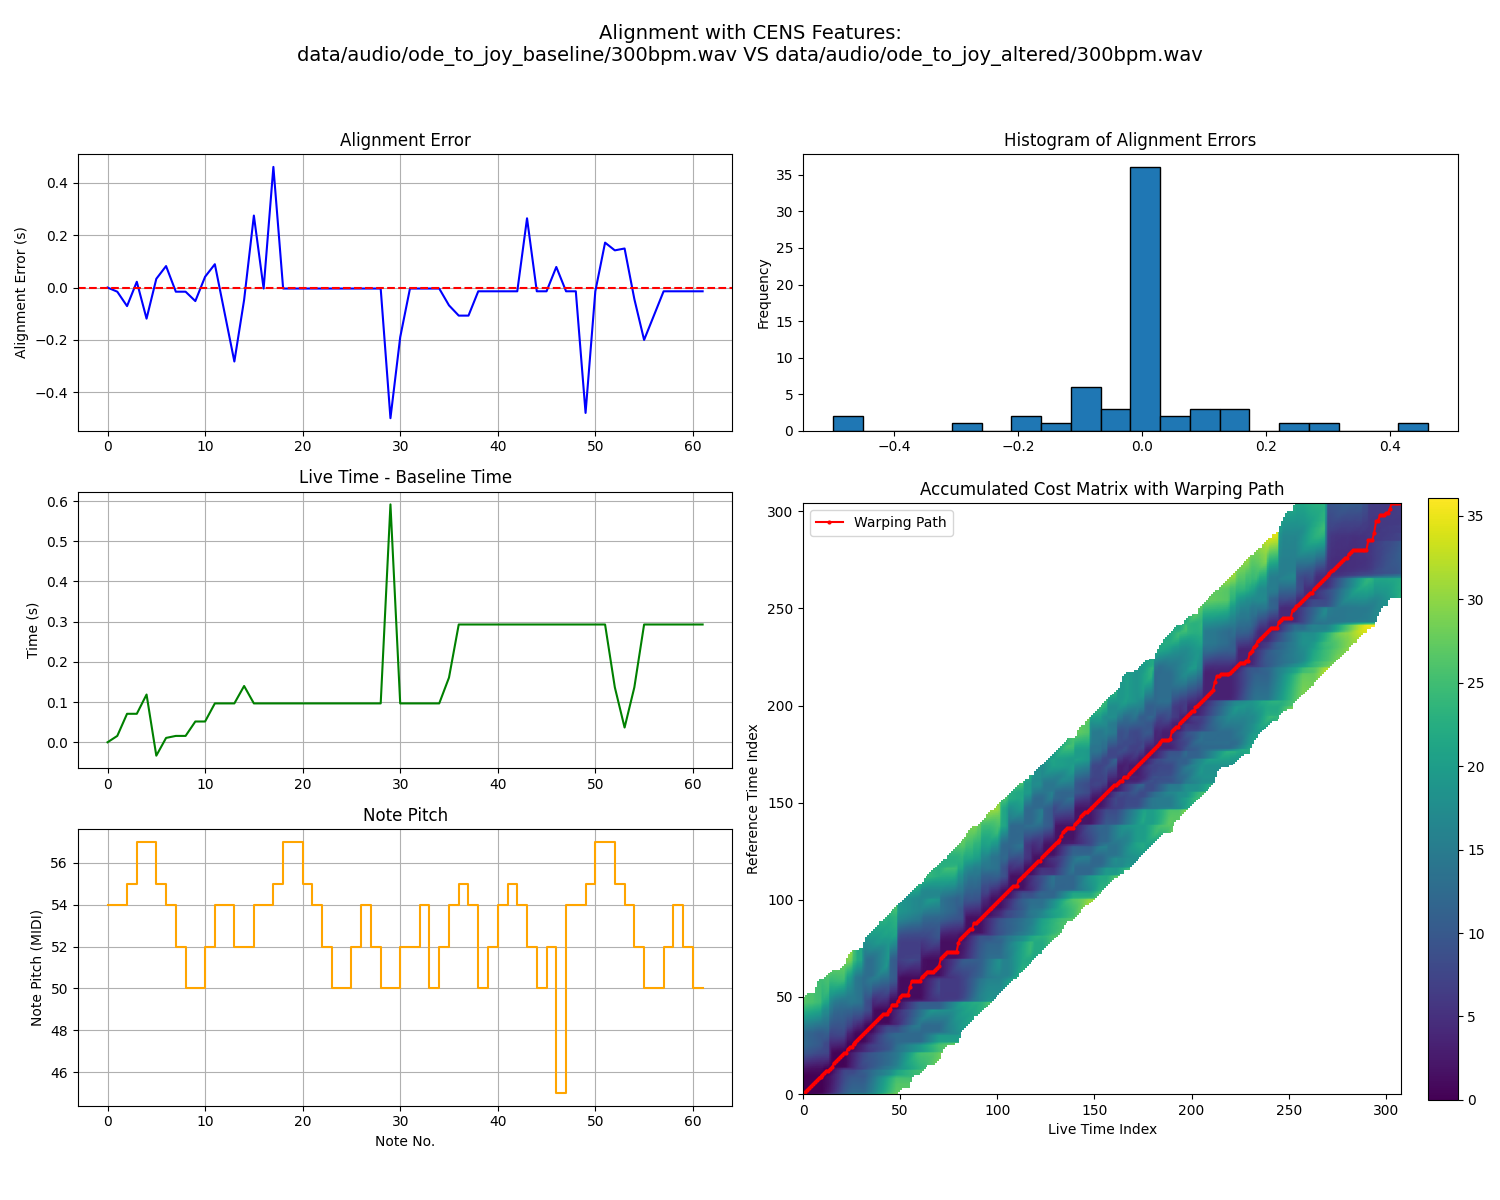 Alignment with CENS Features:
data/audio/ode_to_joy_baseline/300bpm.wav VS data/audio/ode_to_joy_altered/300bpm.wav
Alignment Error
Alignment Error (s)
0.4
0.2
0.0
−0.2
−0.4
0 10 20 30 40 50 60
Histogram of Alignment Errors
Frequency
35
30
25
20
15
10
5
0
−0.4 −0.2 0.0 0.2 0.4
Live Time - Baseline Time
Time (s)
0.6
0.5
0.4
0.3
0.2
0.1
0.0
0 10 20 30 40 50 60
Note Pitch
Note Pitch (MIDI)
56
54
52
50
48
46
0 10 20 30 40 50 60
Note No.
Accumulated Cost Matrix with Warping Path
Warping Path
Reference Time Index
300
250
200
150
100
50
0
0 50 100 150 200 250 300
Live Time Index
35
30
25
20
15
10
5
0